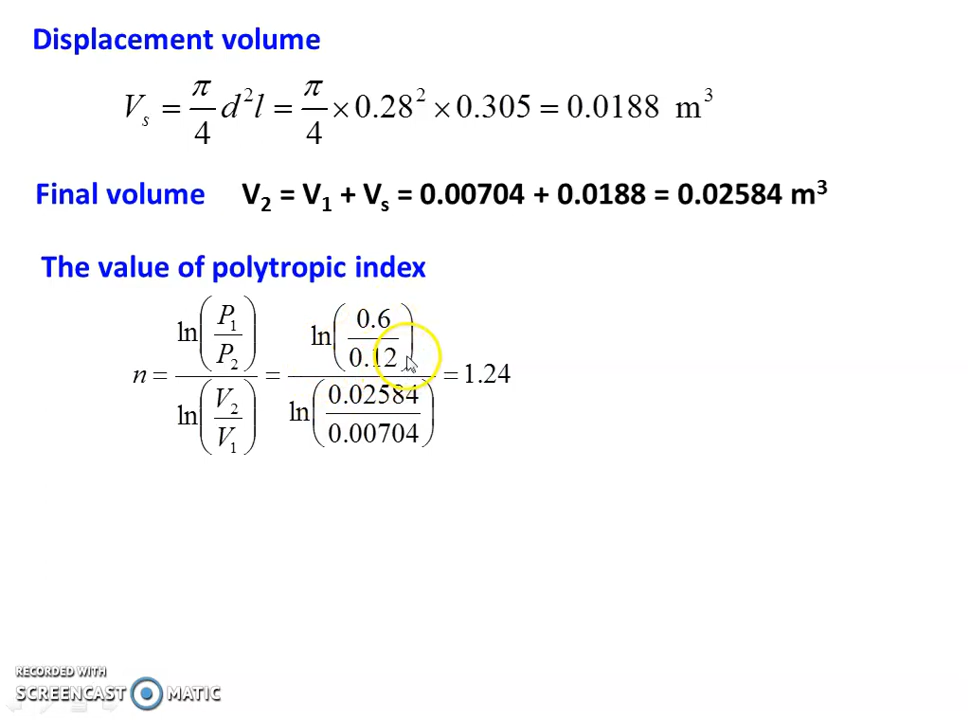 Displacement volume
V_s = π/4 d²l = π/4 × 0.28² × 0.305 = 0.0188 m³
Final volume V₂ = V₁ + V_s = 0.00704 + 0.0188 = 0.02584 m³
The value of polytropic index
n = ln(P₁/P₂) / ln(V₂/V₁) = ln(0.6/0.12) / ln(0.02584/0.00704) = 1.24
RECORDED WITH
SCREENCAST MATIC